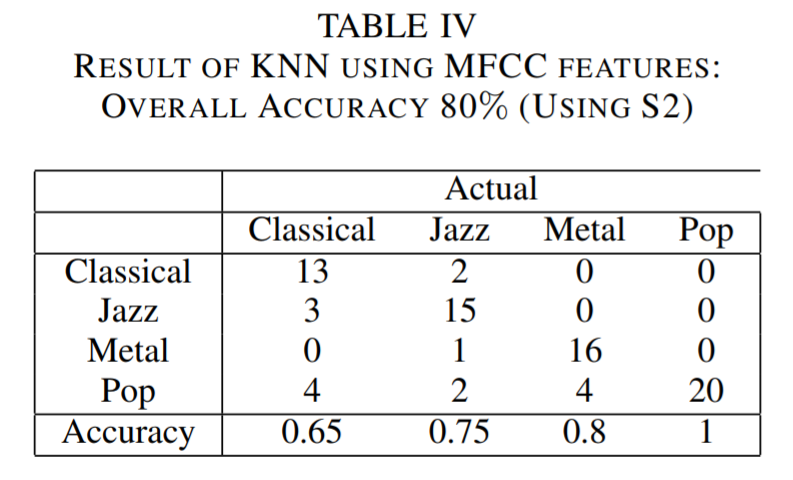 TABLE IV
RESULT OF KNN USING MFCC FEATURES:
OVERALL ACCURACY 80% (USING S2)
Actual
Classical Jazz Metal Pop
Classical 13 2 0 0
Jazz 3 15 0 0
Metal 0 1 16 0
Pop 4 2 4 20
Accuracy 0.65 0.75 0.8 1